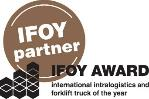 IFOY
partner
IFOY AWARD
international intralogistics and
forklift truck of the year